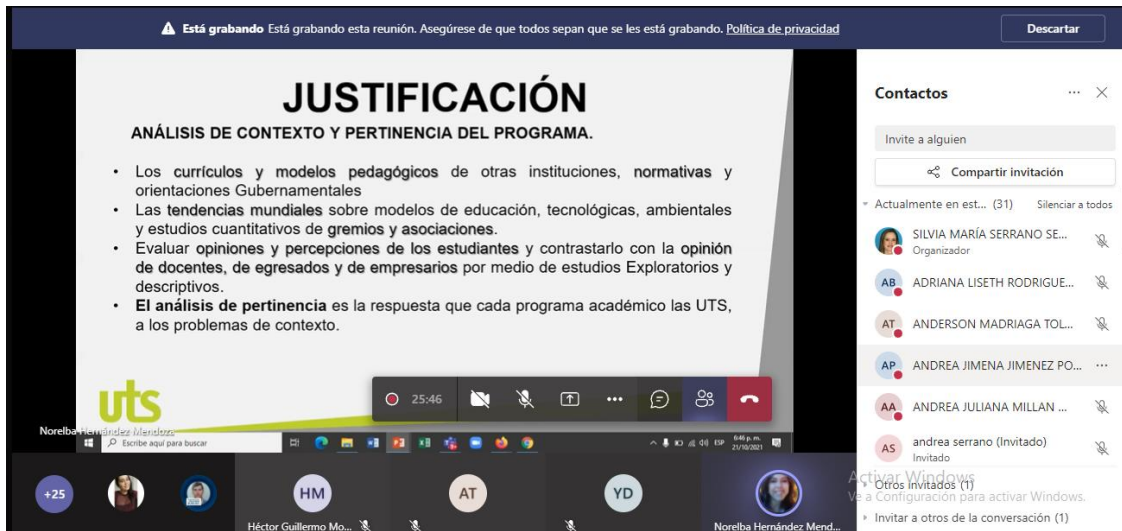 Está grabando Está grabando esta reunión. Asegúrese de que todos sepan que se les está grabando. Política de privacidad
Descartar
JUSTIFICACIÓN
ANÁLISIS DE CONTEXTO Y PERTINENCIA DEL PROGRAMA.
• Los currículos y modelos pedagógicos de otras instituciones, normativas y
orientaciones Gubernamentales
• Las tendencias mundiales sobre modelos de educación, tecnológicas, ambientales
y estudios cuantitativos de gremios y asociaciones.
• Evaluar opiniones y percepciones de los estudiantes y contrastarlo con la opinión
de docentes, de egresados y de empresarios por medio de estudios Exploratorios y
descriptivos.
• El análisis de pertinencia es la respuesta que cada programa académico las UTS,
a los problemas de contexto.
uts
25:46
Norelba Hernández Mendoza
Escribe aquí para buscar
ESP
6:46 p. m.
21/10/2021
+25
HM
Héctor Guillermo Mo...
AT
YD
Norelba Hernández Mend...
Contactos
Invite a alguien
Compartir invitación
Actualmente en est... (31) Silenciar a todos
SILVIA MARÍA SERRANO SE...
Organizador
AB ADRIANA LISETH RODRIGUE...
AT ANDERSON MADRIAGA TOL...
AP ANDREA JIMENA JIMENEZ PO...
AA ANDREA JULIANA MILLAN ...
AS andrea serrano (Invitado)
Invitado
Activar Windows
Otros invitados (1)
Ve a Configuración para activar Windows.
Invitar a otros de la conversación (1)